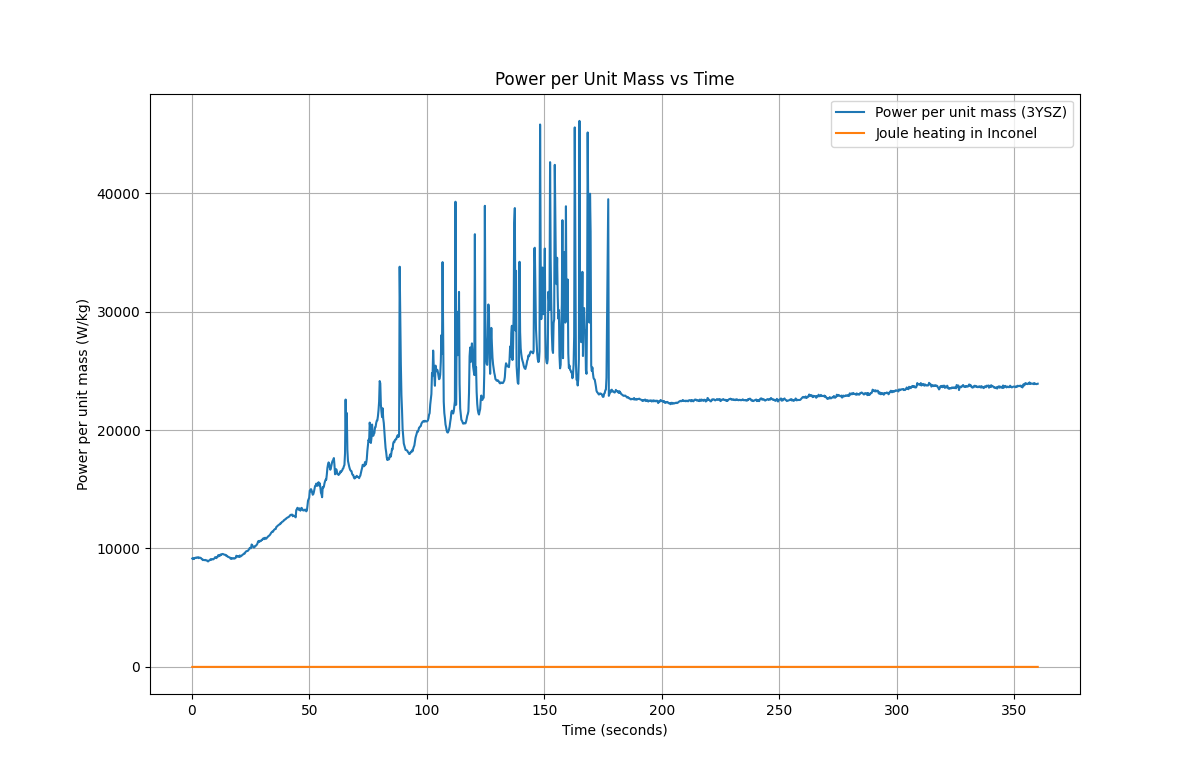 Power per Unit Mass vs Time
Power per unit mass (3YSZ)
Joule heating in Inconel
Power per unit mass (W/kg)
40000
30000
20000
10000
0
0 50 100 150 200 250 300 350
Time (seconds)